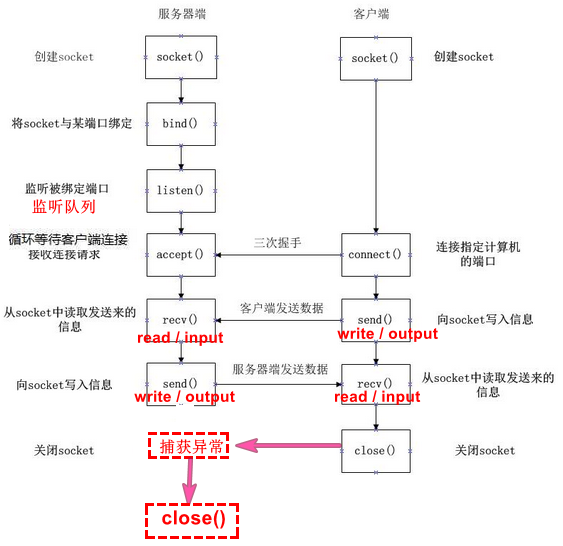 服务器端
客户端
创建socket
socket()
socket()
创建socket
将socket与某端口绑定
bind()
监听被绑定端口
监听队列
listen()
循环等待客户端连接
接收连接请求
accept()
三次握手
connect()
连接指定计算机
的端口
从socket中读取发送来的
信息
recv()
read / input
客户端发送数据
send()
write / output
向socket写入信息
向socket写入信息
send()
write / output
服务器端发送数据
recv()
read / input
从socket中读取发送来的
信息
关闭socket
捕获异常
close()
关闭socket
close()